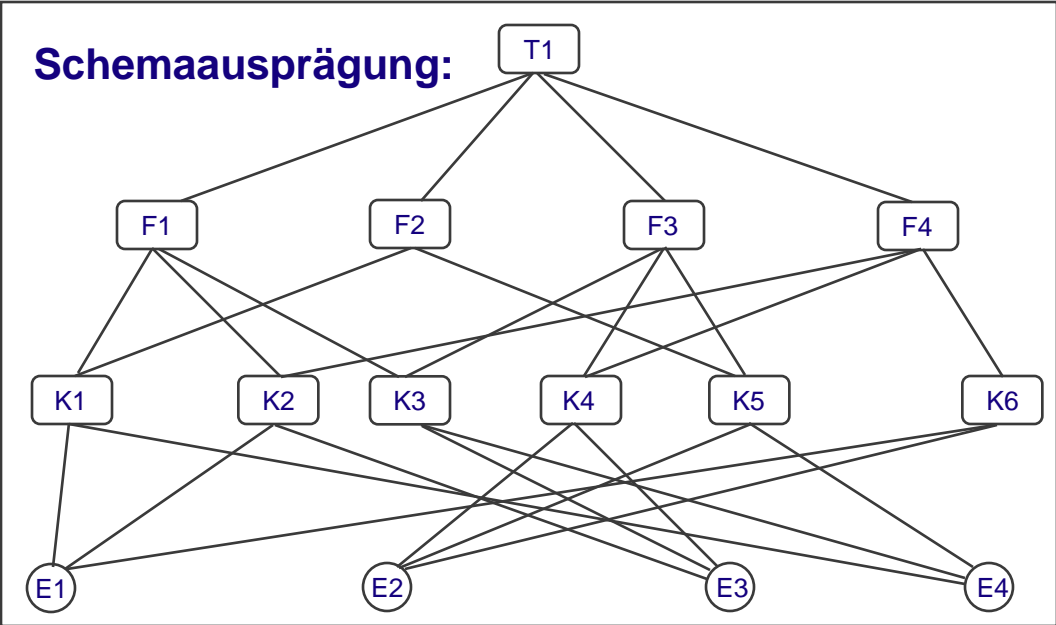 Schemaausprägung:
T1
F1 F2 F3 F4
K1 K2 K3 K4 K5 K6
E1 E2 E3 E4